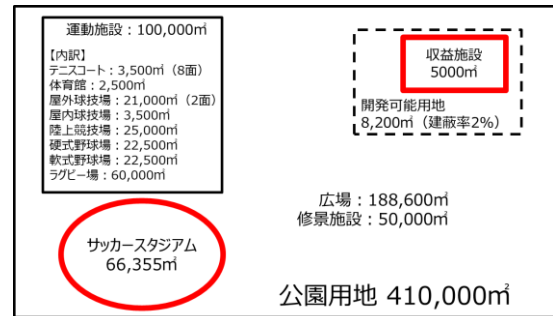 運動施設：100,000㎡
【内訳】
テニスコート：3,500㎡（8面）
体育館：2,500㎡
屋外球技場：21,000㎡（2面）
屋内球技場：3,500㎡
陸上競技場：25,000㎡
硬式野球場：22,500㎡
軟式野球場：22,500㎡
ラグビー場：60,000㎡
収益施設
5000㎡
開発可能用地
8,200㎡（建蔽率2%）
広場：188,600㎡
修景施設：50,000㎡
サッカースタジアム
66,355㎡
公園用地 410,000㎡